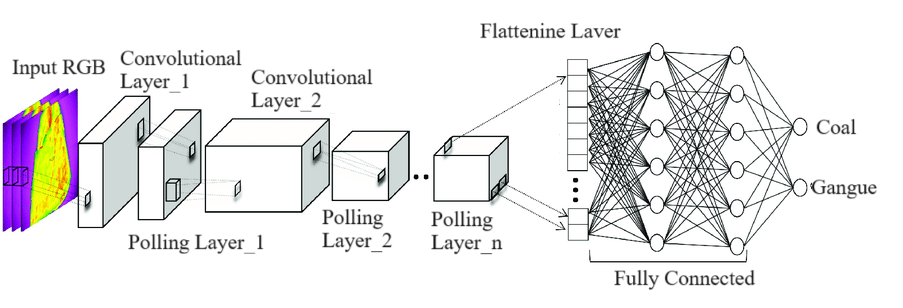 Flattenine Laver
Input RGB
Convolutional
Layer_1
Convolutional
Layer_2
Coal
Gangue
Polling Layer_1
Polling
Layer_2
Polling
Layer_n
Fully Connected